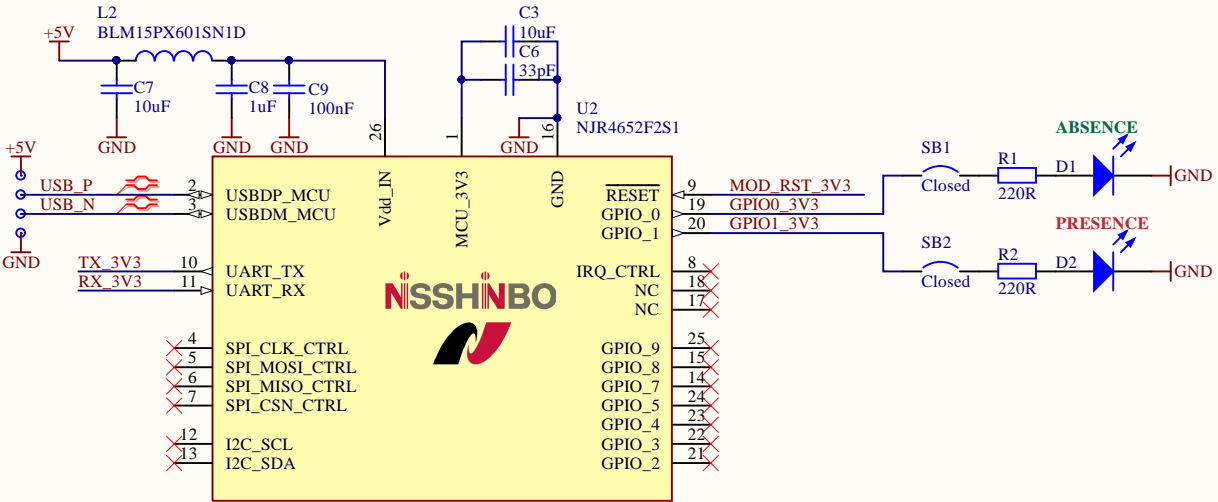 L2
BLM15PX601SN1D
+5V
C7
10uF
C8
1uF
C9
100nF
GND
GND
GND
C3
10uF
C6
33pF
U2
NJR4652F2S1
GND
26
1
16
Vdd_IN
MCU_3V3
GND
+5V
USB_P
USB_N
GND
2
3
USBDP_MCU
USBDM_MCU
TX_3V3
RX_3V3
10
11
UART_TX
UART_RX
4
5
6
7
SPI_CLK_CTRL
SPI_MOSI_CTRL
SPI_MISO_CTRL
SPI_CSN_CTRL
12
13
I2C_SCL
I2C_SDA
NISSHINBO
RESET
GPIO_0
GPIO_1
9
19
20
MOD_RST_3V3
GPIO0_3V3
GPIO1_3V3
IRQ_CTRL
NC
NC
8
18
17
GPIO_9
GPIO_8
GPIO_7
GPIO_5
GPIO_4
GPIO_3
GPIO_2
25
15
14
24
23
22
21
ABSENCE
SB1
Closed
R1
220R
D1
GND
PRESENCE
SB2
Closed
R2
220R
D2
GND